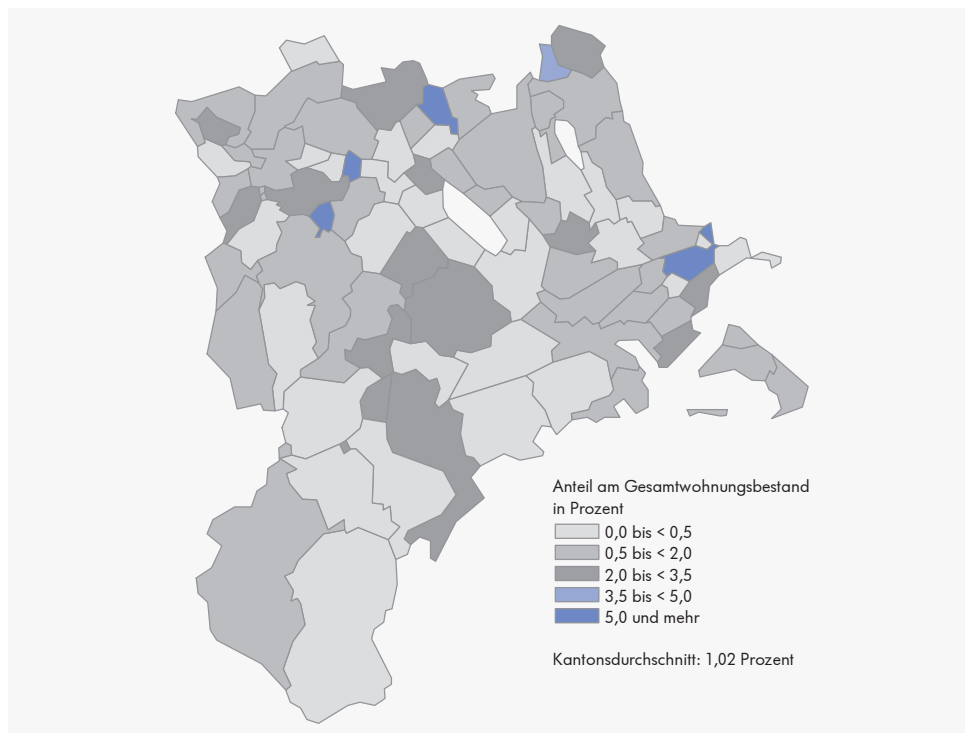 Anteil am Gesamtwohnungsbestand
in Prozent
0,0 bis < 0,5
0,5 bis < 2,0
2,0 bis < 3,5
3,5 bis < 5,0
5,0 und mehr
Kantonsdurchschnitt: 1,02 Prozent